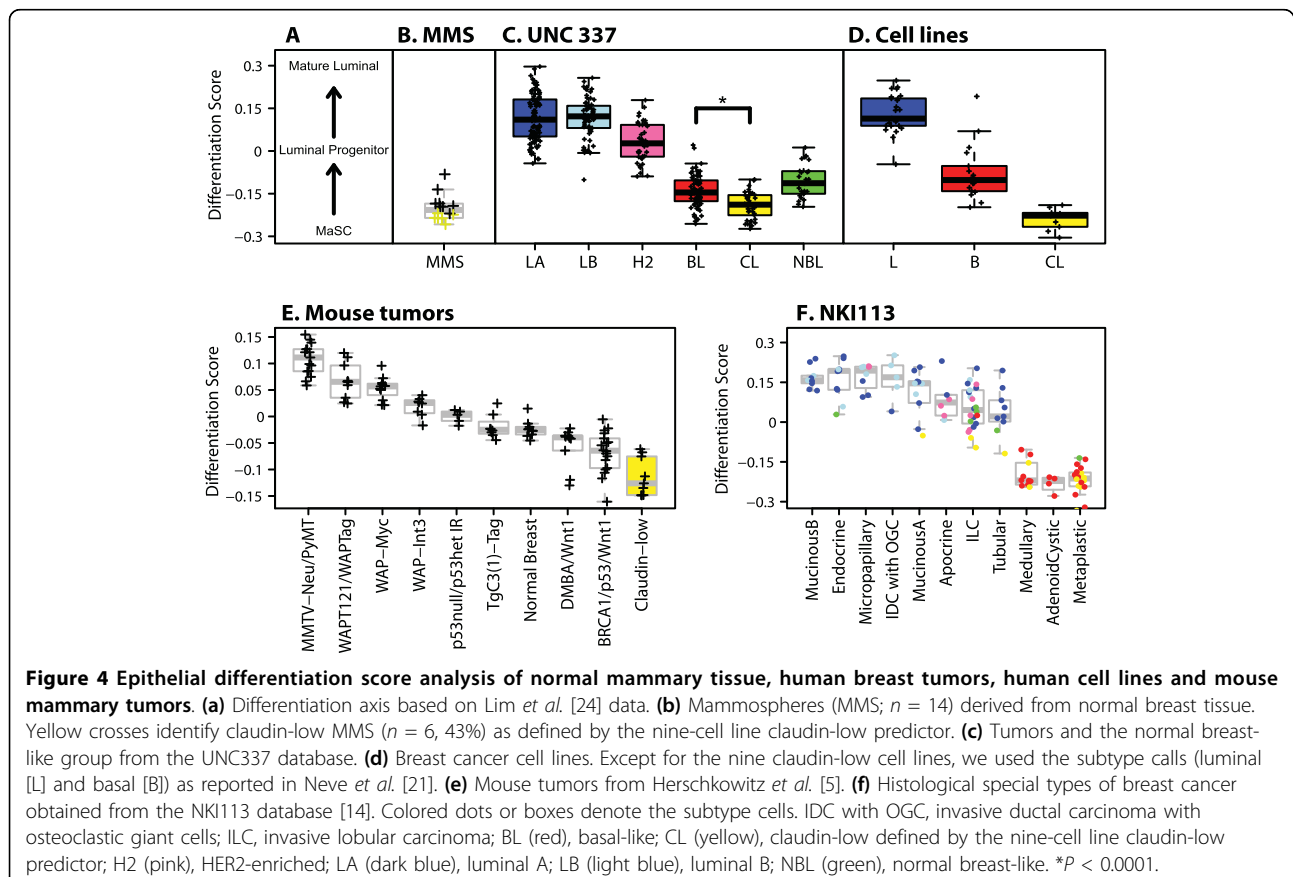 A
B. MMS
C. UNC 337
D. Cell lines
Differentiation Score
0.3
0.15
0
−0.15
−0.3
Mature Luminal
Luminal Progenitor
MaSC
MMS
LA
LB
H2
BL
CL
NBL
*
L
B
CL
E. Mouse tumors
Differentiation Score
0.15
0.10
0.05
0
−0.05
−0.1
−0.15
MMTV−Neu/PyMT
WAPT121/WAPTag
WAP−Myc
WAP−Int3
p53null/p53het IR
TgC3(1)−Tag
Normal Breast
DMBA/Wnt1
BRCA1/p53/Wnt1
Claudin−low
F. NKI113
Differentiation Score
0.3
0.15
0
−0.15
−0.3
MucinousB
Endocrine
Micropapillary
IDC with OGC
MucinousA
Apocrine
ILC
Tubular
Medullary
AdenoidCystic
Metaplastic
Figure 4 Epithelial differentiation score analysis of normal mammary tissue, human breast tumors, human cell lines and mouse
mammary tumors. (a) Differentiation axis based on Lim et al. [24] data. (b) Mammospheres (MMS; n = 14) derived from normal breast tissue.
Yellow crosses identify claudin-low MMS (n = 6, 43%) as defined by the nine-cell line claudin-low predictor. (c) Tumors and the normal breast-
like group from the UNC337 database. (d) Breast cancer cell lines. Except for the nine claudin-low cell lines, we used the subtype calls (luminal
[L] and basal [B]) as reported in Neve et al. [21]. (e) Mouse tumors from Herschkowitz et al. [5]. (f) Histological special types of breast cancer
obtained from the NKI113 database [14]. Colored dots or boxes denote the subtype cells. IDC with OGC, invasive ductal carcinoma with
osteoclastic giant cells; ILC, invasive lobular carcinoma; BL (red), basal-like; CL (yellow), claudin-low defined by the nine-cell line claudin-low
predictor; H2 (pink), HER2-enriched; LA (dark blue), luminal A; LB (light blue), luminal B; NBL (green), normal breast-like. *P < 0.0001.